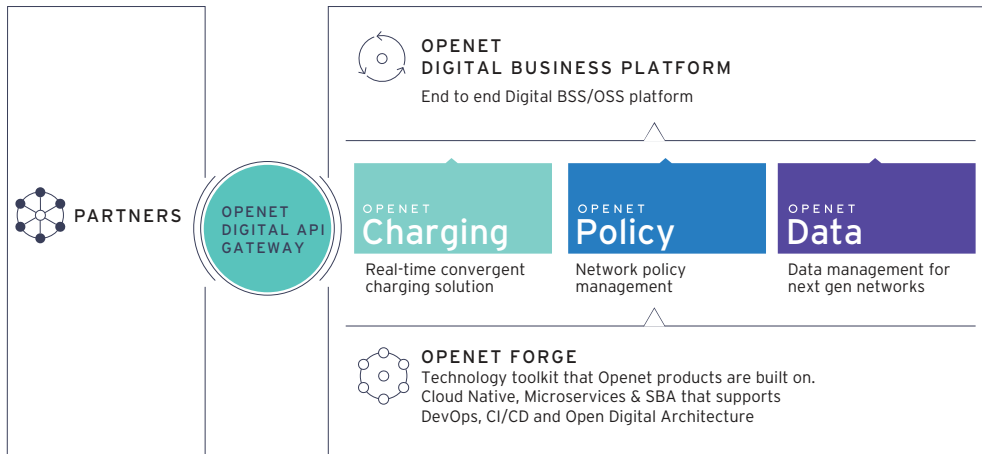 PARTNERS
OPENET
DIGITAL API
GATEWAY
OPENET
DIGITAL BUSINESS PLATFORM
End to end Digital BSS/OSS platform
OPENET
Charging
Real-time convergent
charging solution
OPENET
Policy
Network policy
management
OPENET
Data
Data management for
next gen networks
OPENET FORGE
Technology toolkit that Openet products are built on.
Cloud Native, Microservices & SBA that supports
DevOps, CI/CD and Open Digital Architecture